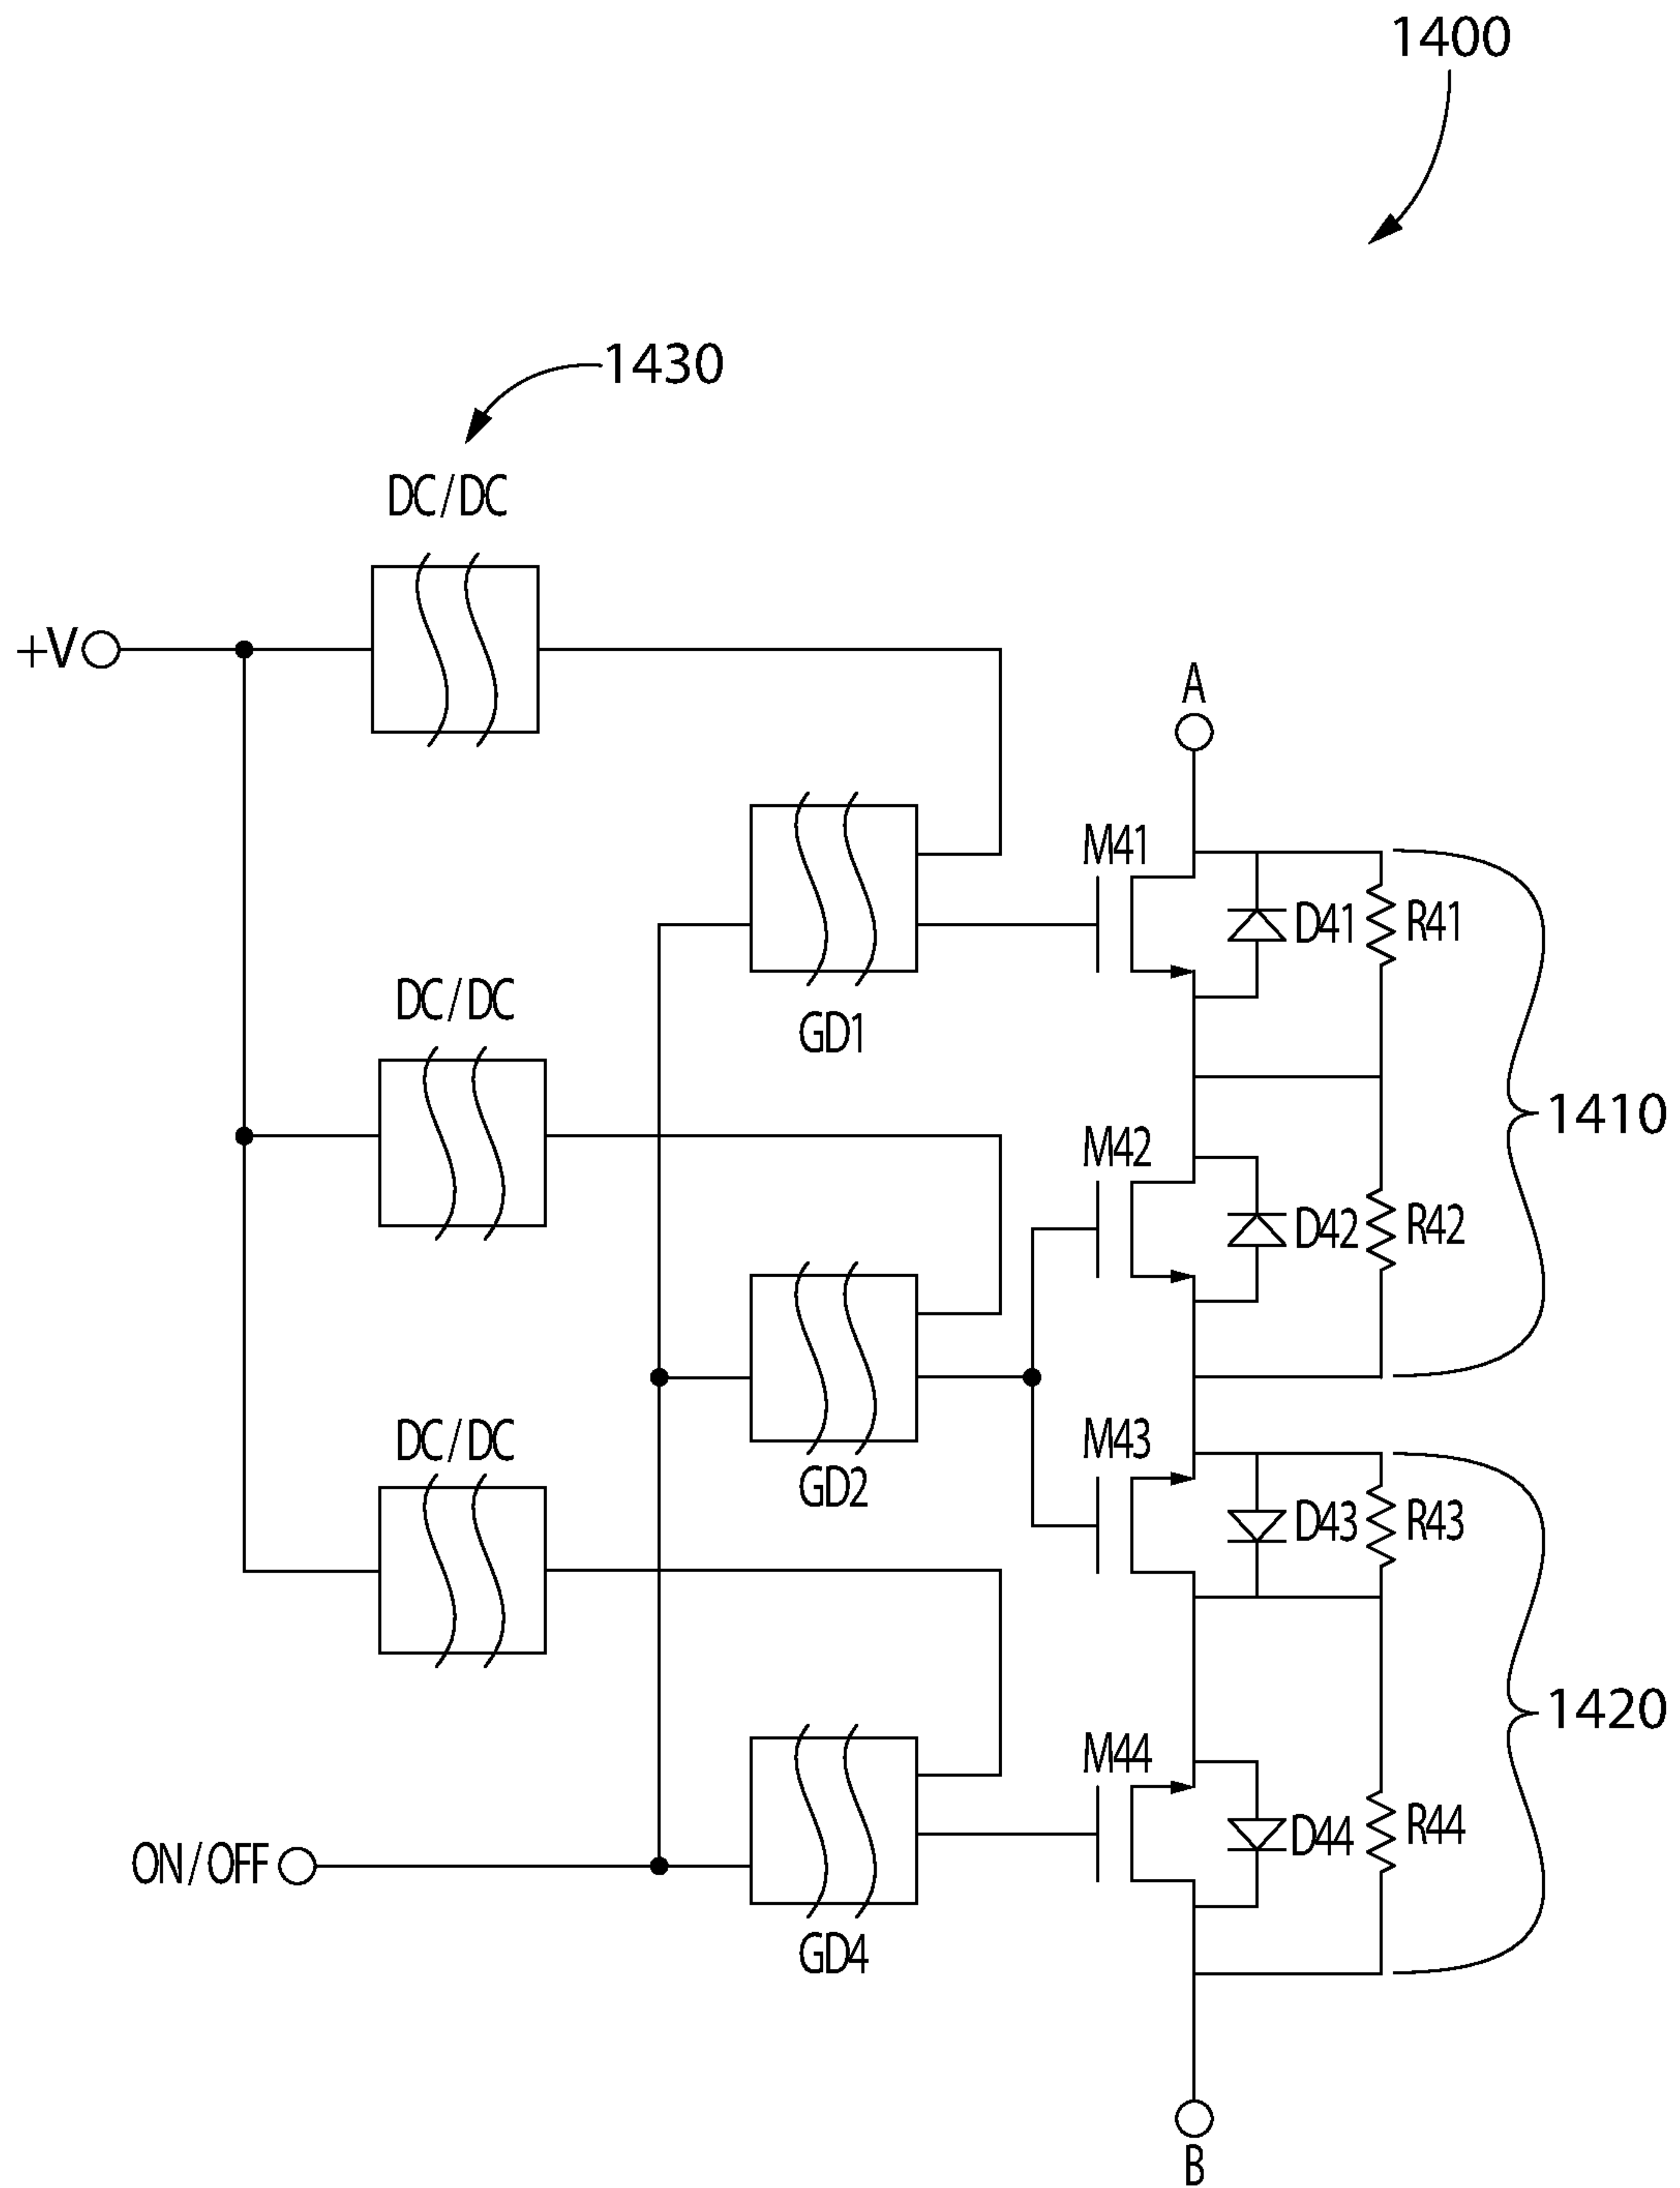 1400
1430
DC/DC
+V
A
M41
D41
R41
DC/DC
GD1
1410
M42
D42
R42
DC/DC
M43
GD2
D43
R43
1420
M44
D44
R44
ON/OFF
GD4
B